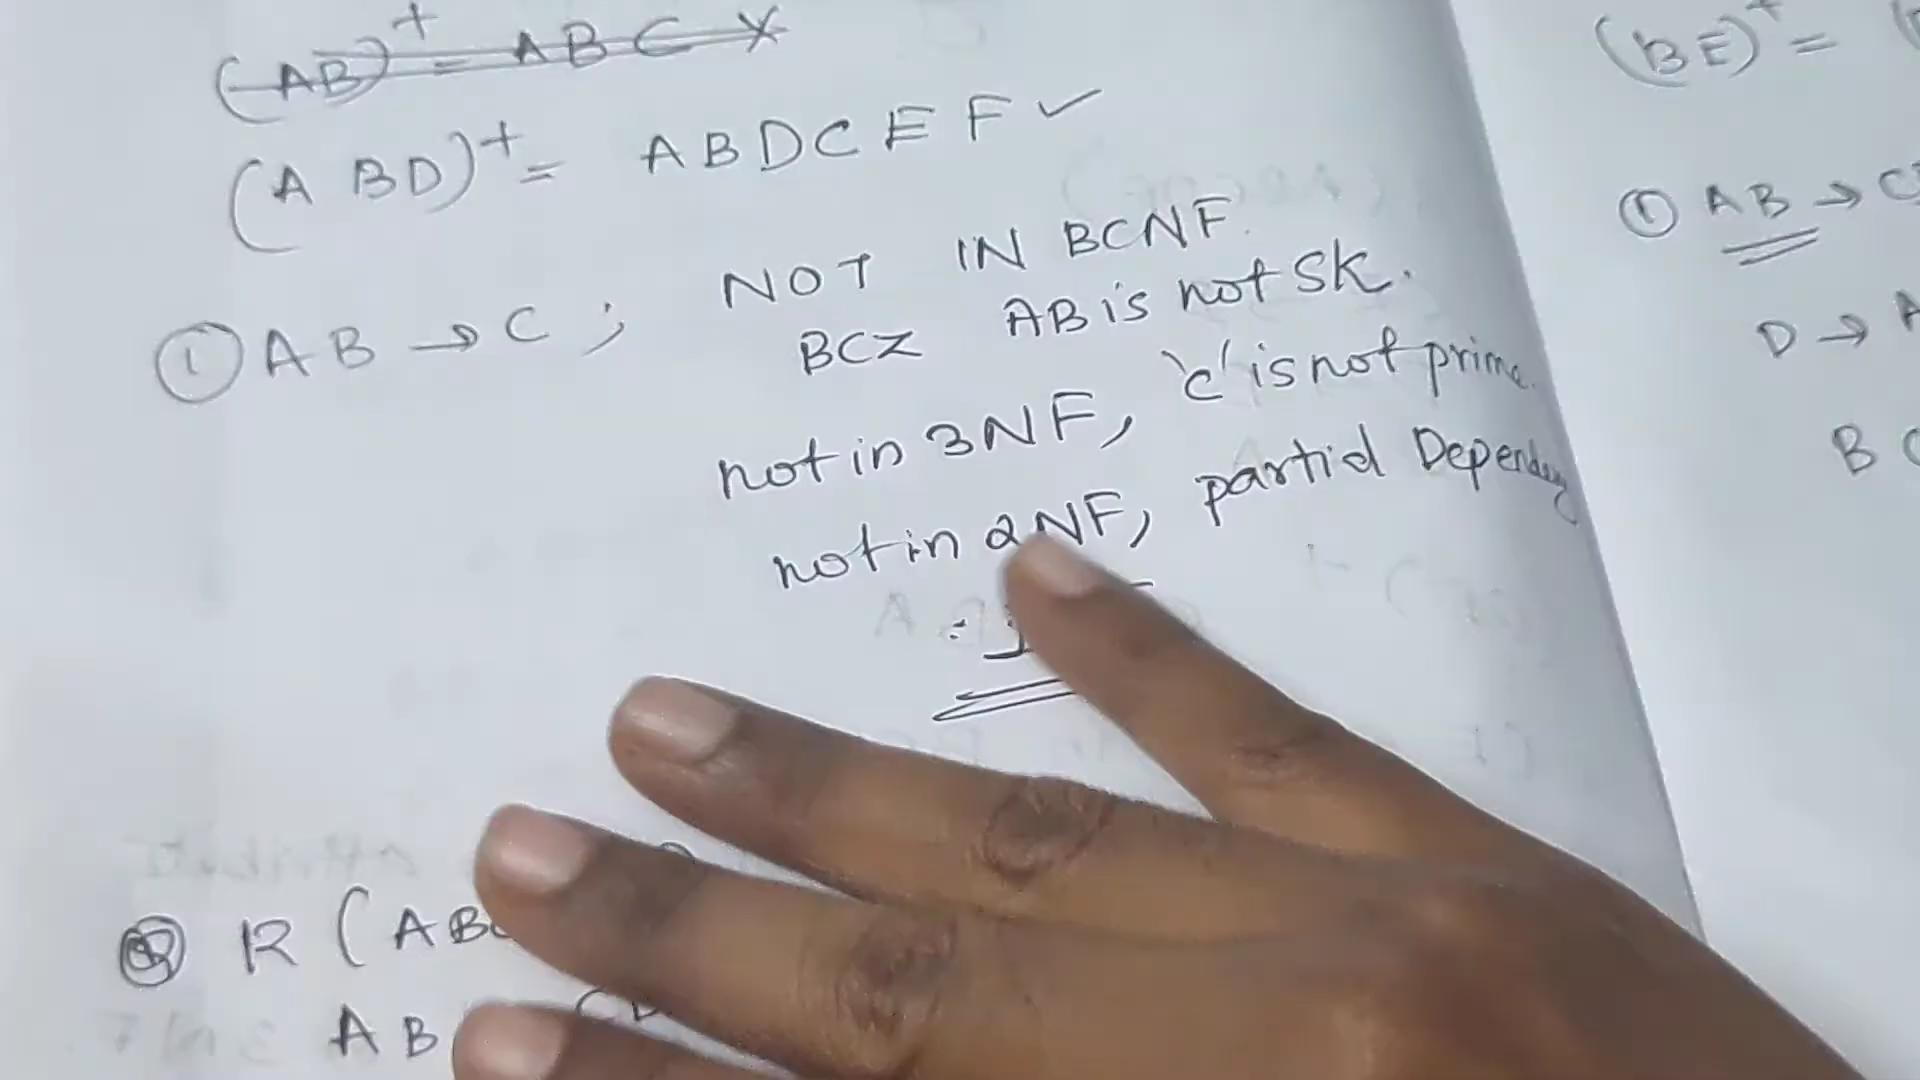 (AB)⁺ = ABC X
(ABD)⁺ = ABDCEF ✓
① AB → C ; NOT IN BCNF.
BCZ AB is not SK.
not in 3NF, 'c' is not prime.
not in 2NF, partial Dependency
R (AB
AB
(BE)⁺ =
① AB → C
D → A
B